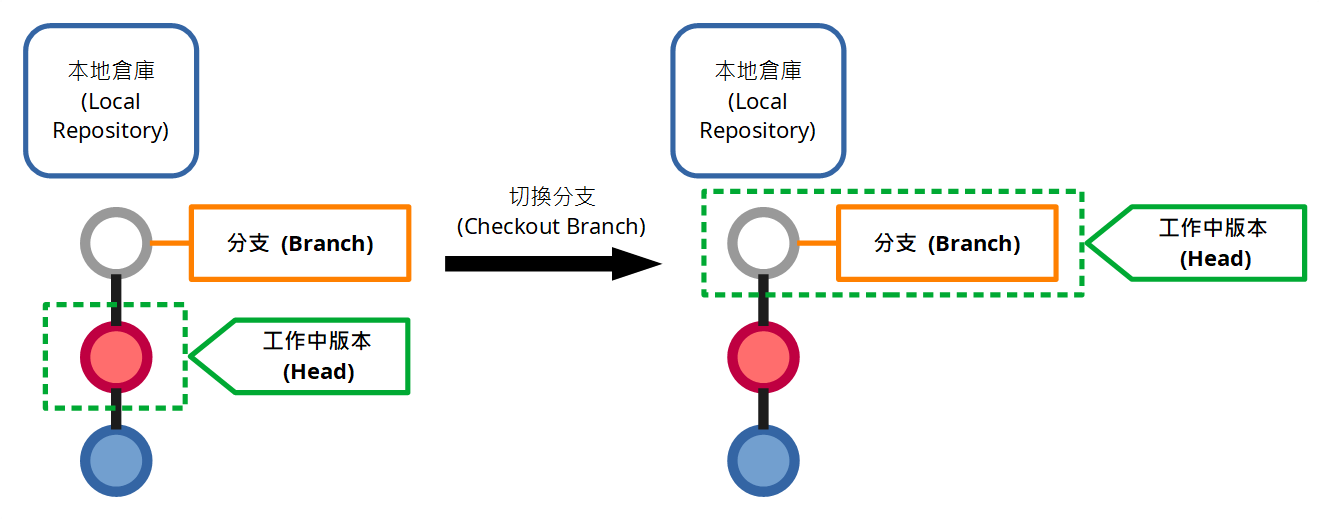 本地倉庫
(Local
Repository)
分支 (Branch)
工作中版本
(Head)
切換分支
(Checkout Branch)
本地倉庫
(Local
Repository)
分支 (Branch)
工作中版本
(Head)